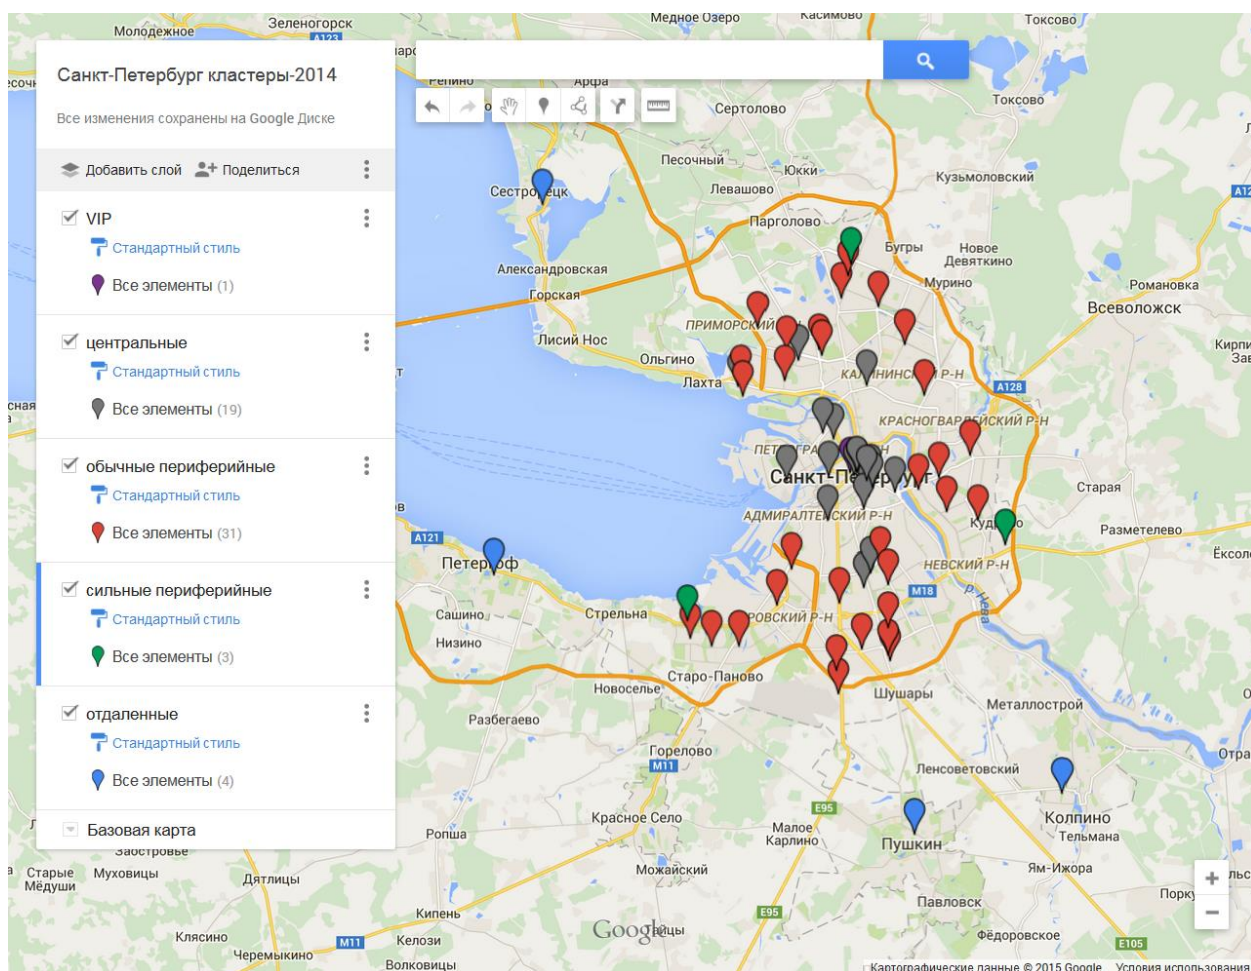 Медное Озеро
Касимово
Токсово
Зеленогорск
Молодежное
A123
Санкт-Петербург кластеры-2014
Все изменения сохранены на Google Диске
Добавить слой
Поделиться
VIP
Стандартный стиль
Все элементы (1)
центральные
Стандартный стиль
Все элементы (19)
обычные периферийные
Стандартный стиль
Все элементы (31)
сильные периферийные
Стандартный стиль
Все элементы (3)
отдаленные
Стандартный стиль
Все элементы (4)
Базовая карта
Репино
Арфа
Сертолово
Токсово
Песочный
Юкки
Левашово
Кузьмоловский
Сестрорецк
Парголово
Бугры
Новое
Девяткино
Александровская
Горская
Мурино
Романовка
Всеволожск
ПРИМОРСКИЙ Р-Н
Лисий Нос
Ольгино
Лахта
КАЛИНИНСКИЙ Р-Н
A128
КРАСНОГВАРДЕЙСКИЙ Р-Н
Санкт-Петербург
Старая
АДМИРАЛТЕЙСКИЙ Р-Н
Кудрово
Разметелево
A121
Петергоф
НЕВСКИЙ Р-Н
M18
р. Нева
Сашино
Стрельна
РОВСКИЙ Р-Н
Низино
Старо-Паново
Новоселье
Шушары
Металлострой
Разбегаево
Горелово
M11
Ленсоветовский
E95
Красное Село
Малое
Карлино
Колпино
Тельмана
Ропша
Пушкин
Заостровье
Старые
Мёдуши
Муховицы
Дятлицы
Можайский
Ям-Ижора
Павловск
Кипень
E95
Google
Клясино
M11
Келози
Фёдоровское
E105
Черемыкино
Волковицы
Картографические данные © 2015 Google
Условия использования